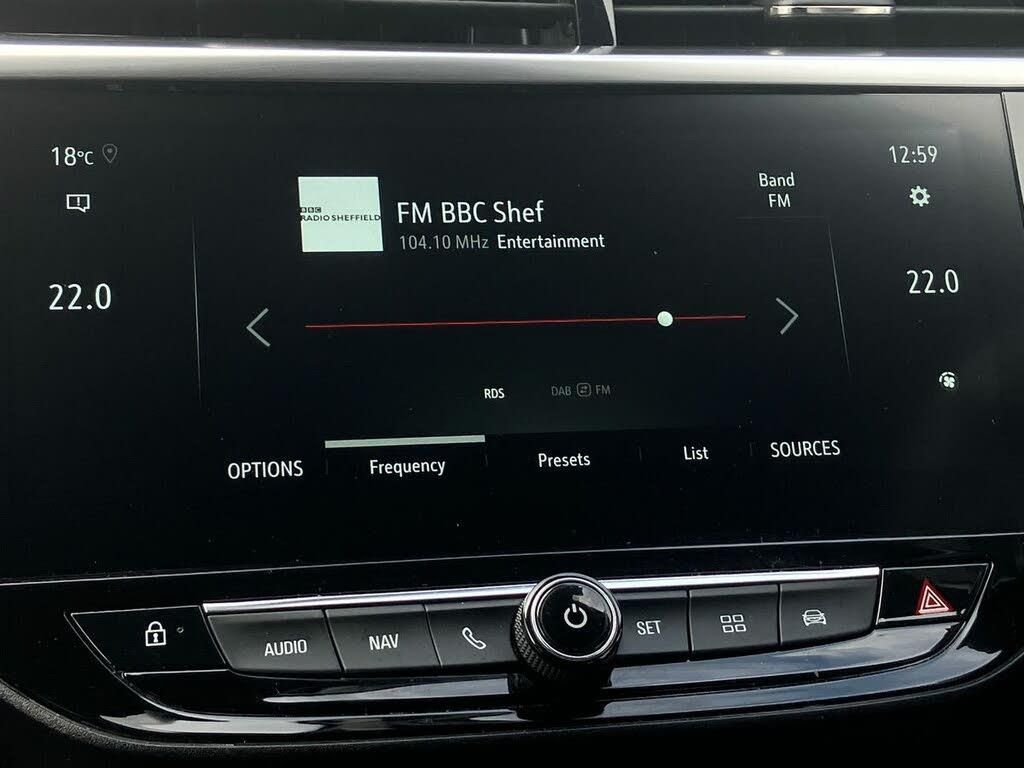 18°C
12:59
BBC
RADIO SHEFFIELD
FM BBC Shef
104.10 MHz Entertainment
Band
FM
22.0
22.0
RDS
DAB FM
OPTIONS
Frequency
Presets
List
SOURCES
AUDIO
NAV
SET